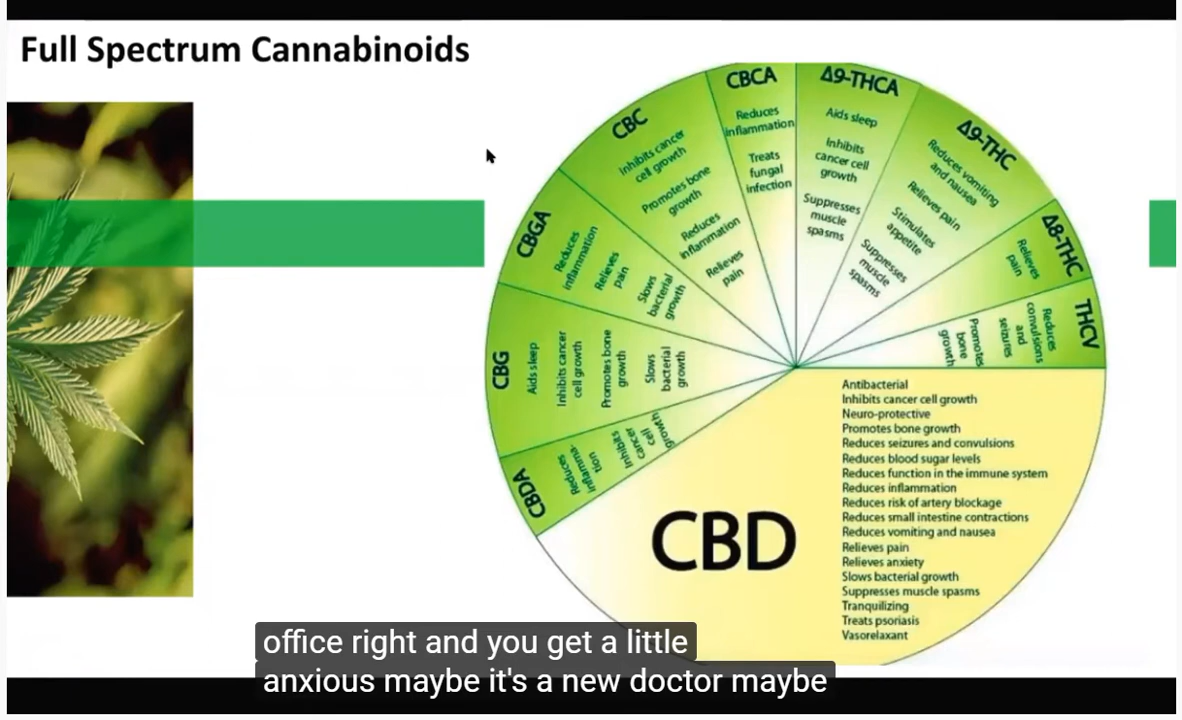 Full Spectrum Cannabinoids
CBDA
Reduces
Inflamma-
tion
Inhibits
cancer
cell
growth
CBG
Aids sleep
Inhibits cancer
cell growth
Promotes bone
growth
Slows
bacterial
growth
CBGA
Reduces
inflammation
Relieves
pain
Slows
bacterial
growth
CBC
Inhibits cancer
cell growth
Promotes bone
growth
Reduces
inflammation
Relieves
pain
CBCA
Reduces
inflammation
Treats
fungal
infection
Δ9-THCA
Aids sleep
Inhibits
cancer cell
growth
Suppresses
muscle
spasms
Δ9-THC
Reduces vomiting
and nausea
Relieves pain
Stimulates
appetite
Suppresses
muscle
spasms
Δ8-THC
Relieves
pain
THCV
Reduces
convulsions
and
seizures
Promotes
bone
growth
CBD
Antibacterial
Inhibits cancer cell growth
Neuro-protective
Promotes bone growth
Reduces seizures and convulsions
Reduces blood sugar levels
Reduces function in the immune system
Reduces inflammation
Reduces risk of artery blockage
Reduces small intestine contractions
Reduces vomiting and nausea
Relieves pain
Relieves anxiety
Slows bacterial growth
Suppresses muscle spasms
Tranquilizing
Treats psoriasis
Vasorelaxant
office right and you get a little
anxious maybe it's a new doctor maybe